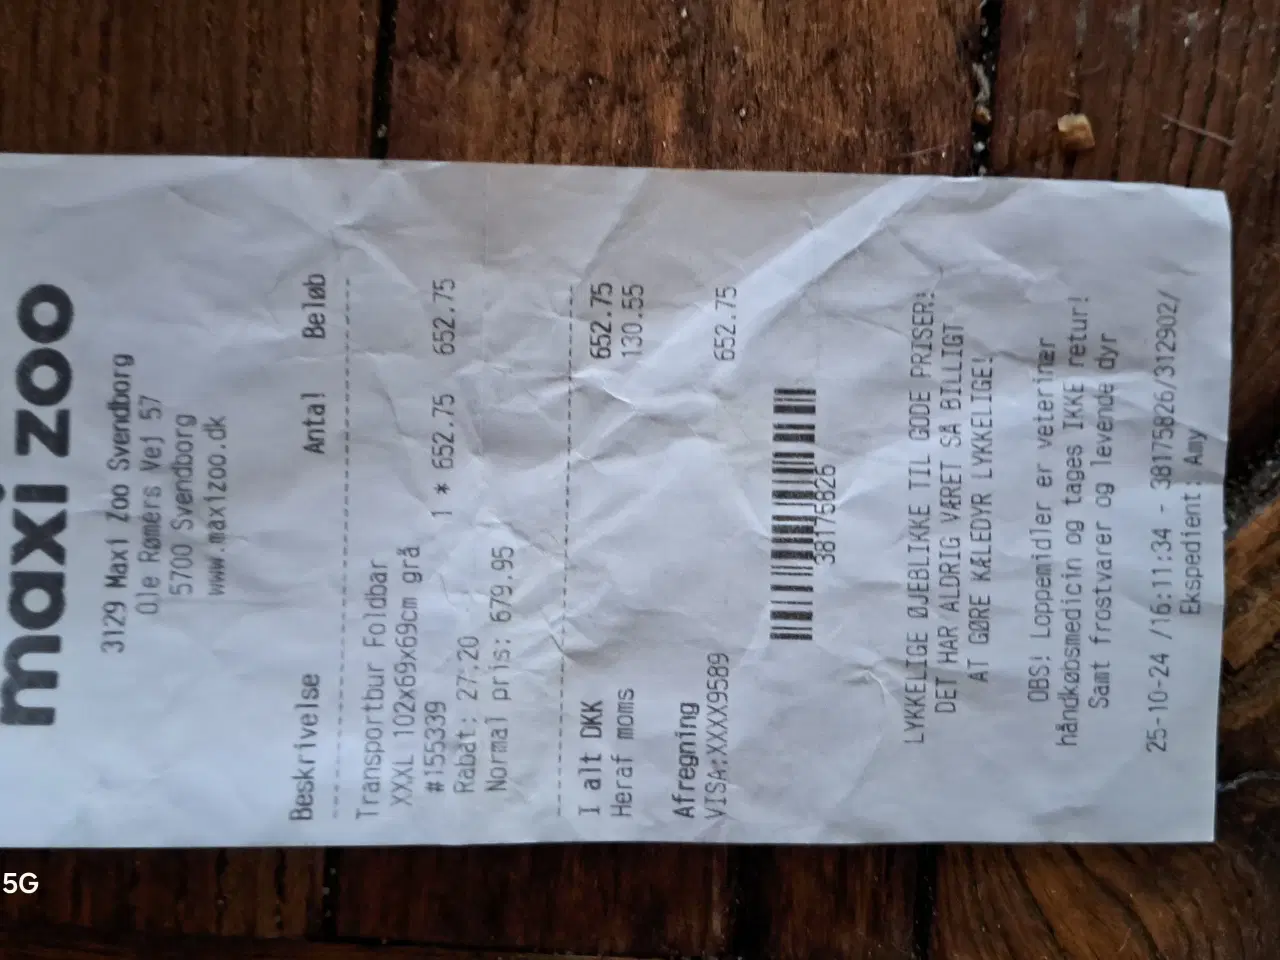 maxi zoo
3129 Maxi Zoo Svendborg
Ole Rømers Vej 57
5700 Svendborg
www.maxizoo.dk
Beskrivelse Antal Beløb
Transportbur Foldbar
XXXL 102x69x69cm grå 1 * 652.75 652.75
#155339
Rabat: 27.20
Normal pris: 679.95
I alt DKK 652.75
Heraf moms 130.55
Afregning
VISA:XXXX9589 652.75
38175826
LYKKELIGE ØJEBLIKKE TIL GODE PRISER!
DET HAR ALDRIG VÆRET SÅ BILLIGT
AT GØRE KÆLEDYR LYKKELIGE!
OBS! Loppemidler er veterinær
håndkøbsmedicin og tages IKKE retur!
Samt frostvarer og levende dyr
25-10-24 /16:11:34 - 38175826/312902/
Ekspedient: Amy
5G